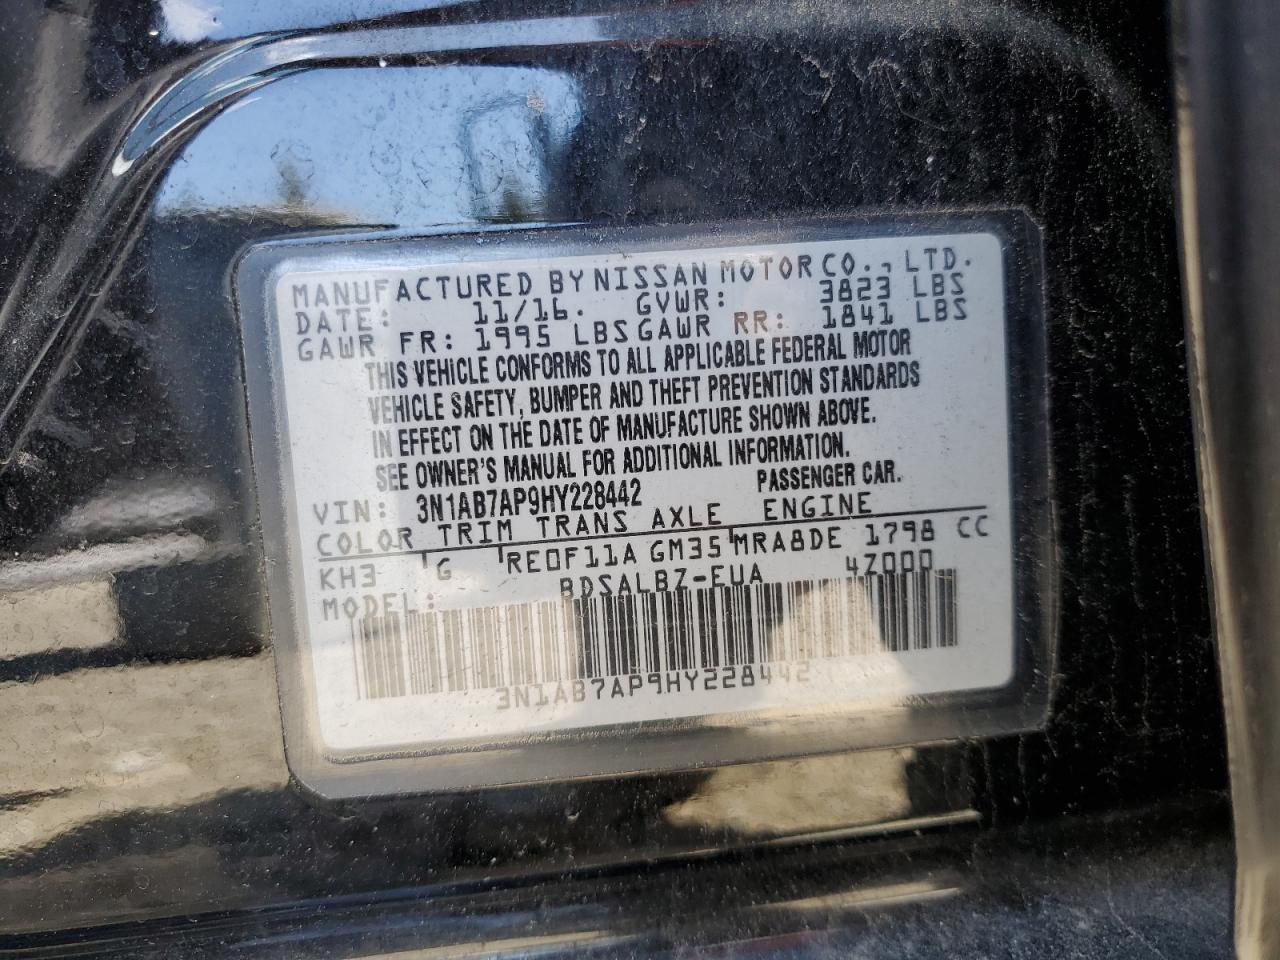 MANUFACTURED BY NISSAN MOTOR CO., LTD.
DATE: 11/16. GVWR: 3823 LBS
GAWR FR: 1995 LBS GAWR RR: 1841 LBS
THIS VEHICLE CONFORMS TO ALL APPLICABLE FEDERAL MOTOR
VEHICLE SAFETY, BUMPER AND THEFT PREVENTION STANDARDS
IN EFFECT ON THE DATE OF MANUFACTURE SHOWN ABOVE.
SEE OWNER'S MANUAL FOR ADDITIONAL INFORMATION.
VIN: 3N1AB7AP9HY228442 PASSENGER CAR.
COLOR TRIM TRANS AXLE ENGINE
KH3 G RE0F11A GM35 MRA8DE 1798 CC
MODEL: BDSALBZ-EUA 4Z000
3N1AB7AP9HY228442